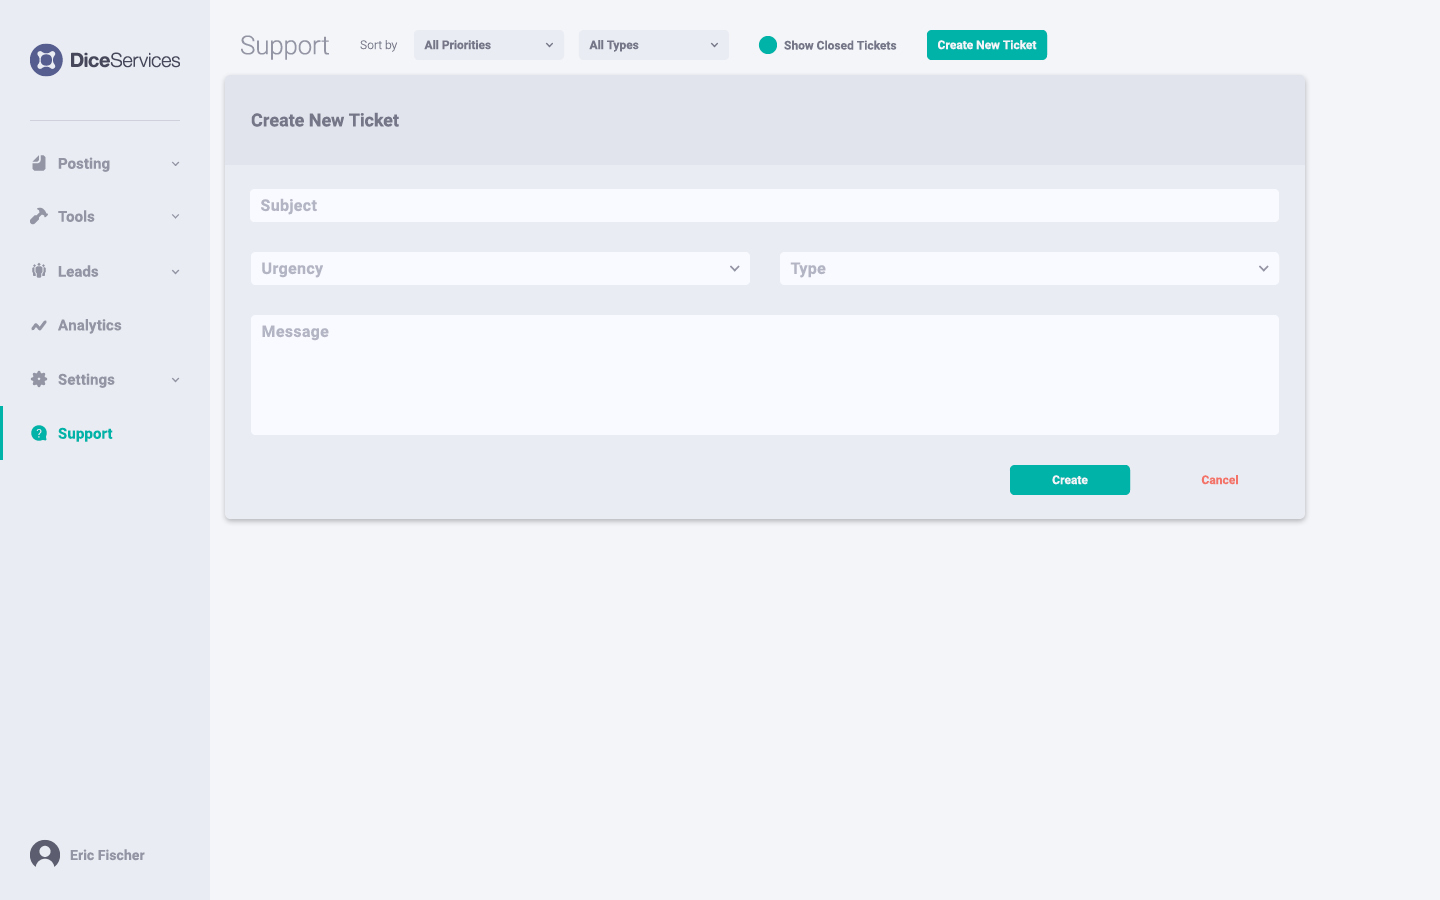 DiceServices
Posting
Tools
Leads
Analytics
Settings
?
Support
Eric Fischer
Support
Sort by
All Priorities
All Types
Show Closed Tickets
Create New Ticket
Create New Ticket
Subject
Urgency
Type
Message
Create
Cancel